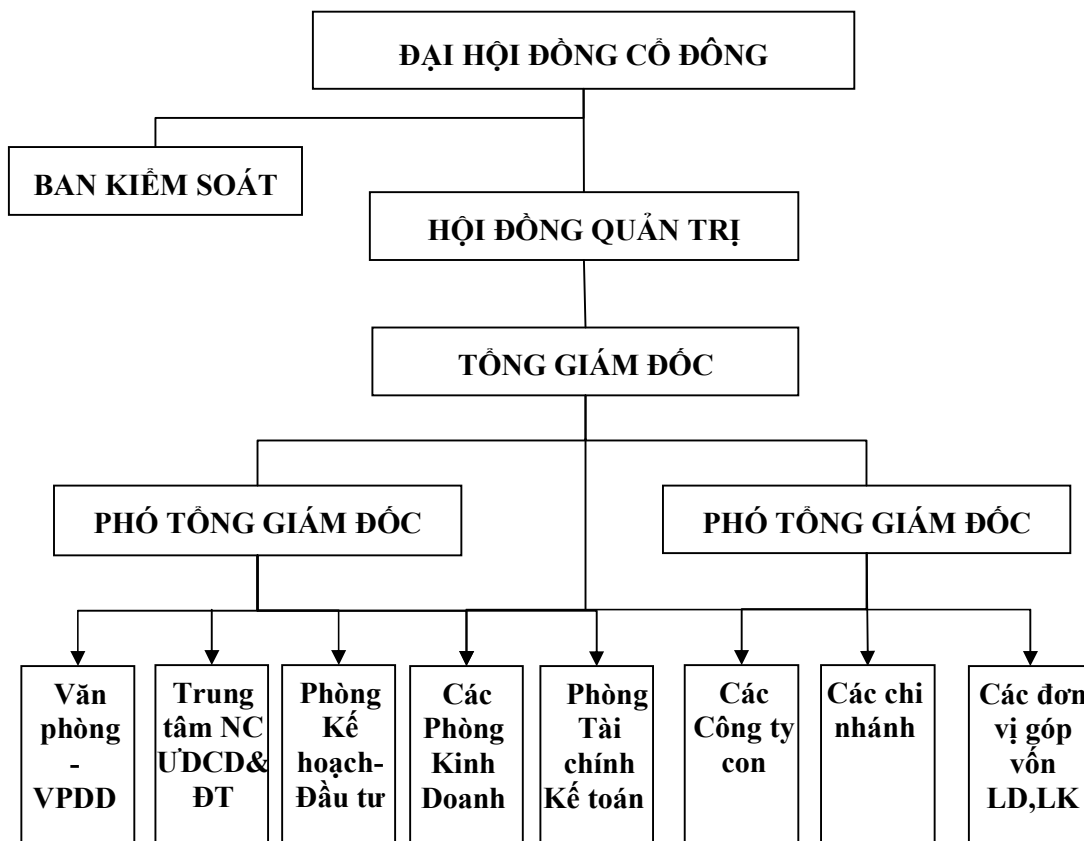 ĐẠI HỘI ĐỒNG CỔ ĐÔNG
BAN KIỂM SOÁT
HỘI ĐỒNG QUẢN TRỊ
TỔNG GIÁM ĐỐC
PHÓ TỔNG GIÁM ĐỐC
PHÓ TỔNG GIÁM ĐỐC
Văn
phòng
-
VPDD
Trung
tâm NC
ƯDCD&
ĐT
Phòng
Kế
hoạch-
Đầu tư
Các
Phòng
Kinh
Doanh
Phòng
Tài
chính
Kế toán
Các
Công ty
con
Các chi
nhánh
Các đơn
vị góp
vốn
LD,LK